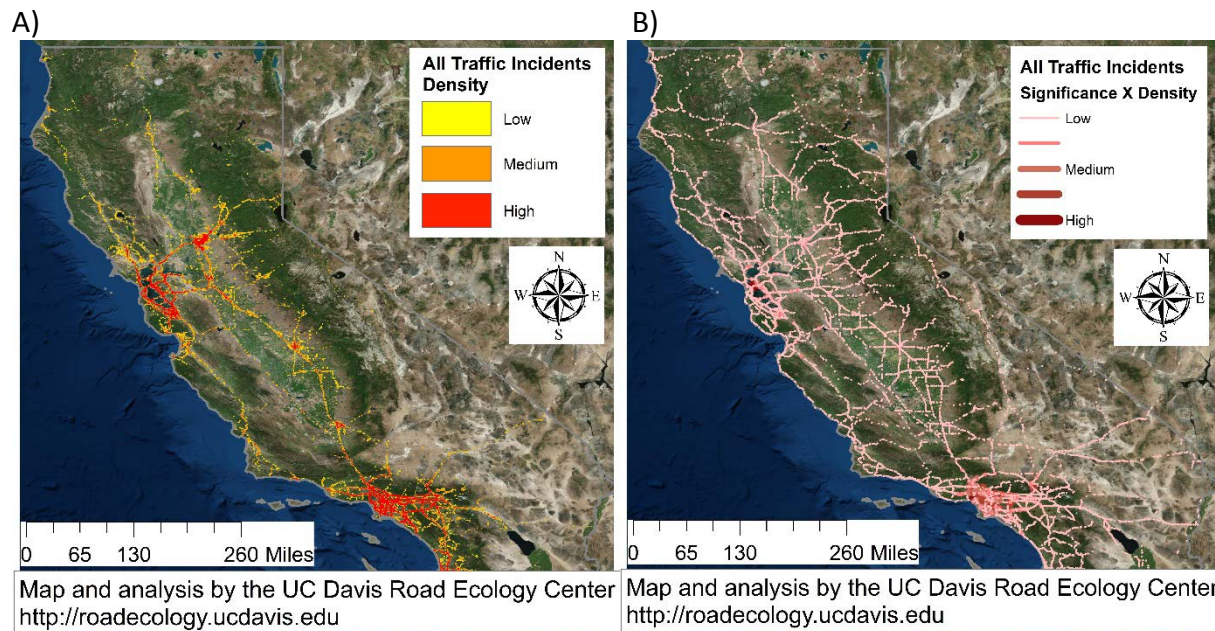 A)
All Traffic Incidents
Density
Low
Medium
High
N
W E
S
0 65 130 260 Miles
Map and analysis by the UC Davis Road Ecology Center
http://roadecology.ucdavis.edu
B)
All Traffic Incidents
Significance X Density
Low
Medium
High
N
W E
S
0 65 130 260 Miles
Map and analysis by the UC Davis Road Ecology Center
http://roadecology.ucdavis.edu